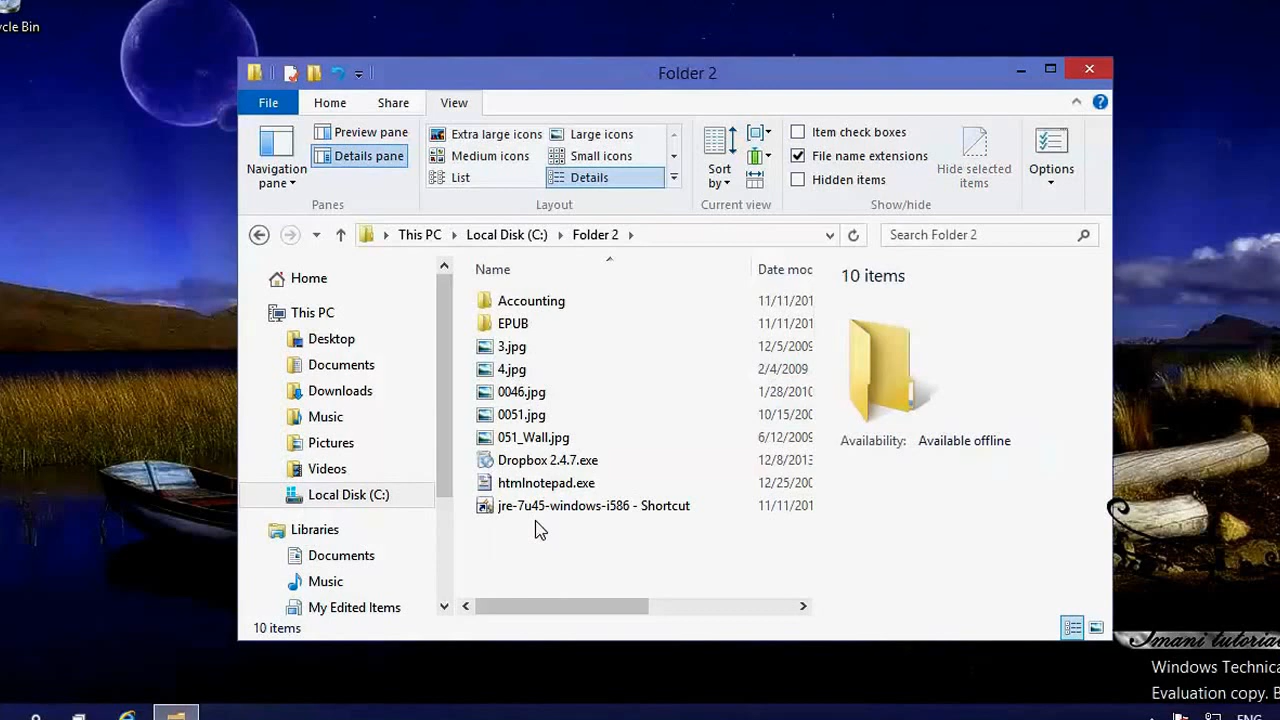 cle Bin
Folder 2
File Home Share View
Navigation pane
Preview pane
Details pane
Panes
Extra large icons Large icons
Medium icons Small icons
List Details
Layout
Sort by
Current view
Item check boxes
File name extensions
Hidden items
Hide selected items
Show/hide
Options
This PC Local Disk (C:) Folder 2
Search Folder 2
Home
This PC
Desktop
Documents
Downloads
Music
Pictures
Videos
Local Disk (C:)
Libraries
Documents
Music
My Edited Items
Name Date mod
Accounting 11/11/201
EPUB 11/11/201
3.jpg 12/5/2009
4.jpg 2/4/2009
0046.jpg 1/28/2010
0051.jpg 10/15/200
051_Wall.jpg 6/12/2009
Dropbox 2.4.7.exe 12/8/2013
htmlnotepad.exe 12/25/200
jre-7u45-windows-i586 - Shortcut 11/11/201
10 items
Availability: Available offline
10 items
Imani tutorial
Windows Technica
Evaluation copy. B
ENG